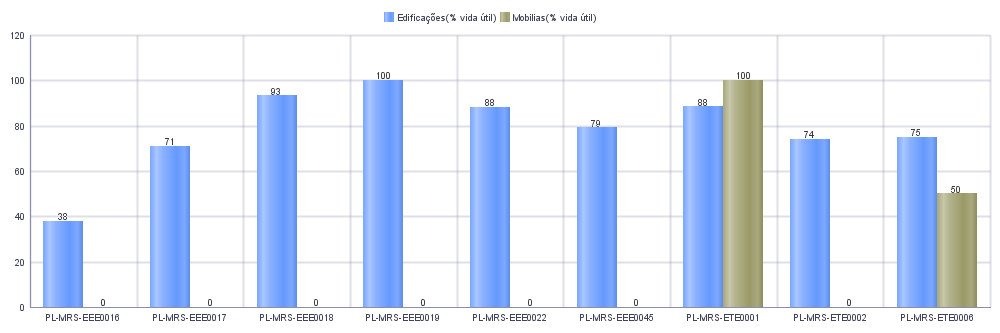 Edificações(% vida útil) Mobilias(% vida útil)
120
100
80
60
40
20
0
38 0 71 0 93 0 100 0 88 0 79 0 88 100 74 0 75 50
PL-MRS-EEE0016 PL-MRS-EEE0017 PL-MRS-EEE0018 PL-MRS-EEE0019 PL-MRS-EEE0022 PL-MRS-EEE0045 PL-MRS-ETE0001 PL-MRS-ETE0002 PL-MRS-ETE0006